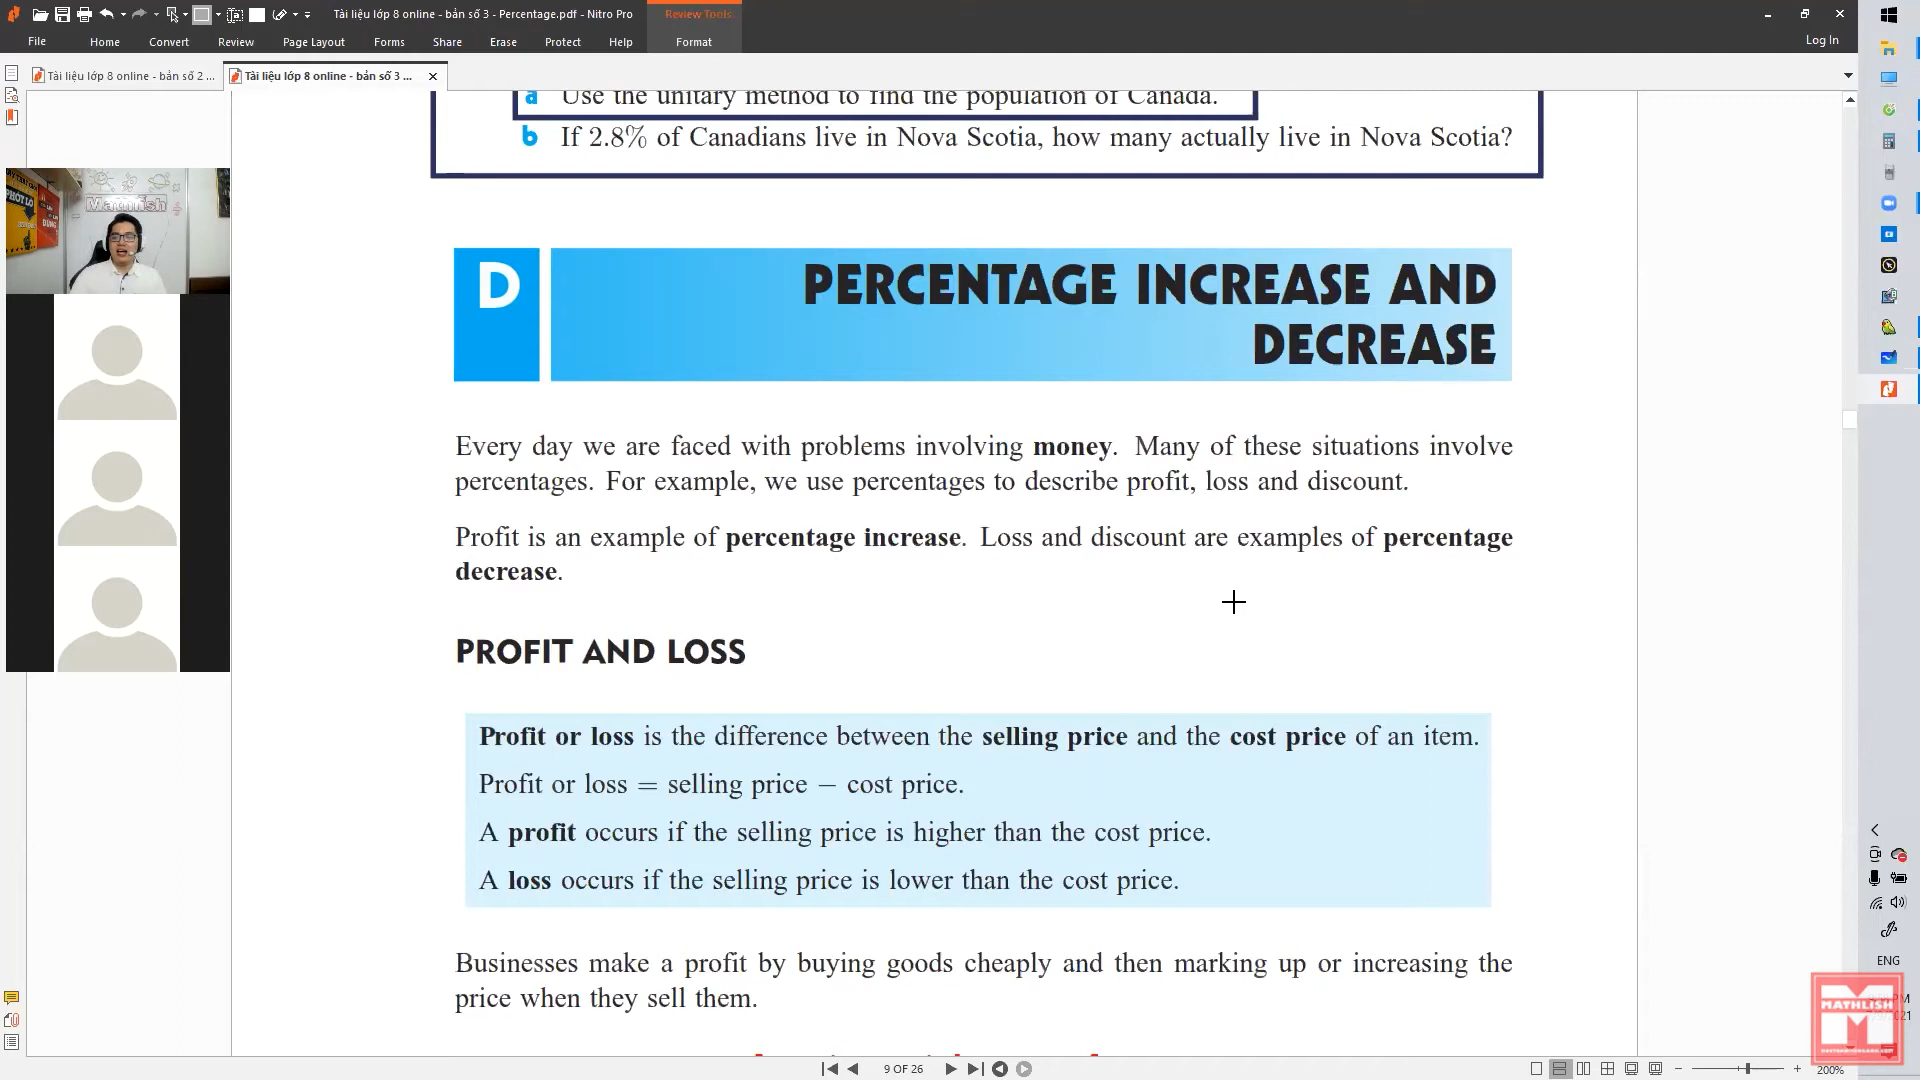 Tài liệu lớp 8 online - bản số 3 - Percentage.pdf - Nitro Pro
Review Tools
File
Home
Convert
Review
Page Layout
Forms
Share
Erase
Protect
Help
Format
Log In
Tài liệu lớp 8 online - bản số 2 ...
Tài liệu lớp 8 online - bản số 3 ...
a Use the unitary method to find the population of Canada.
b If 2.8% of Canadians live in Nova Scotia, how many actually live in Nova Scotia?
Mathlish
D
PERCENTAGE INCREASE AND
DECREASE
Every day we are faced with problems involving money. Many of these situations involve
percentages. For example, we use percentages to describe profit, loss and discount.
Profit is an example of percentage increase. Loss and discount are examples of percentage
decrease.
PROFIT AND LOSS
Profit or loss is the difference between the selling price and the cost price of an item.
Profit or loss = selling price − cost price.
A profit occurs if the selling price is higher than the cost price.
A loss occurs if the selling price is lower than the cost price.
Businesses make a profit by buying goods cheaply and then marking up or increasing the
price when they sell them.
ENG
MATHLISH
9 OF 26
200%